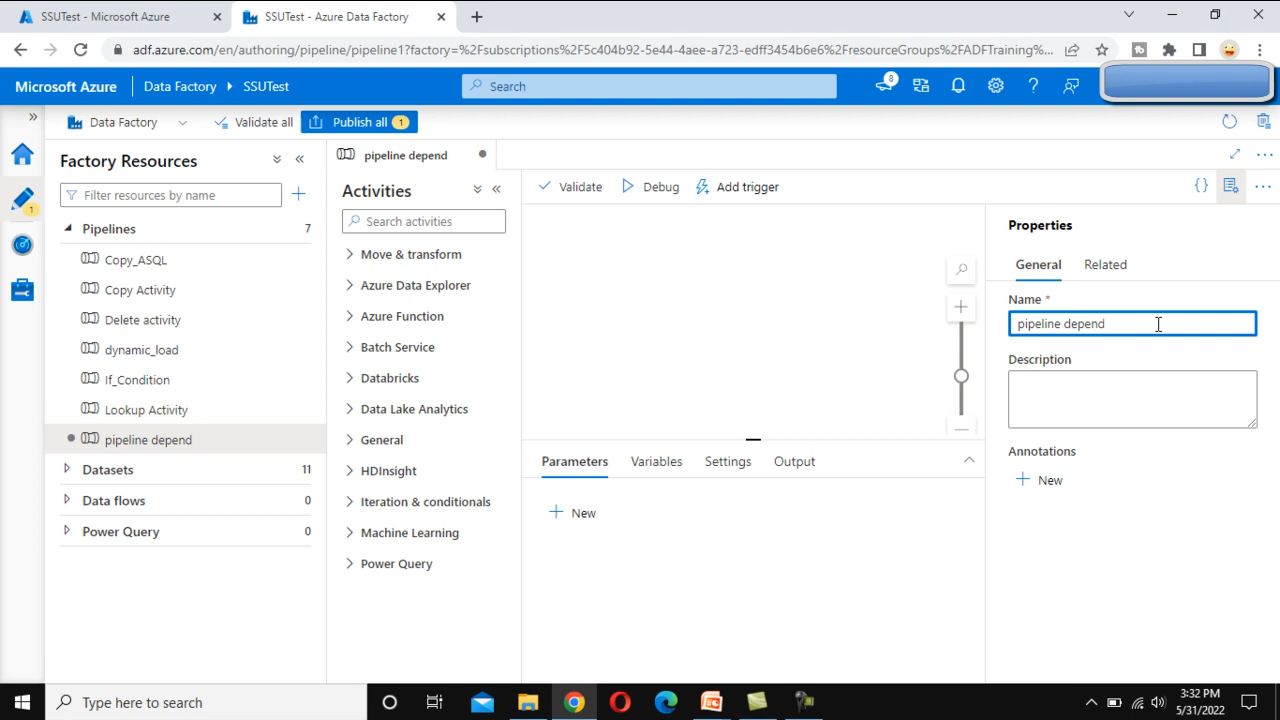 SSUTest - Microsoft Azure
SSUTest - Azure Data Factory
adf.azure.com/en/authoring/pipeline/pipeline1?factory=%2Fsubscriptions%2F5c404b92-5e44-4aee-a723-edff3454b6e6%2FresourceGroups%2FADFTraining%...
Microsoft Azure
Data Factory
SSUTest
Search
8
Data Factory
Validate all
Publish all 1
Factory Resources
Filter resources by name
1
Pipelines 7
Copy_ASQL
Copy Activity
Delete activity
dynamic_load
If_Condition
Lookup Activity
pipeline depend
Datasets 11
Data flows 0
Power Query 0
pipeline depend
Activities
Search activities
Move & transform
Azure Data Explorer
Azure Function
Batch Service
Databricks
Data Lake Analytics
General
HDInsight
Iteration & conditionals
Machine Learning
Power Query
Validate
Debug
Add trigger
Parameters
Variables
Settings
Output
New
Properties
General
Related
Name *
pipeline depend
Description
Annotations
New
Type here to search
3:32 PM
5/31/2022